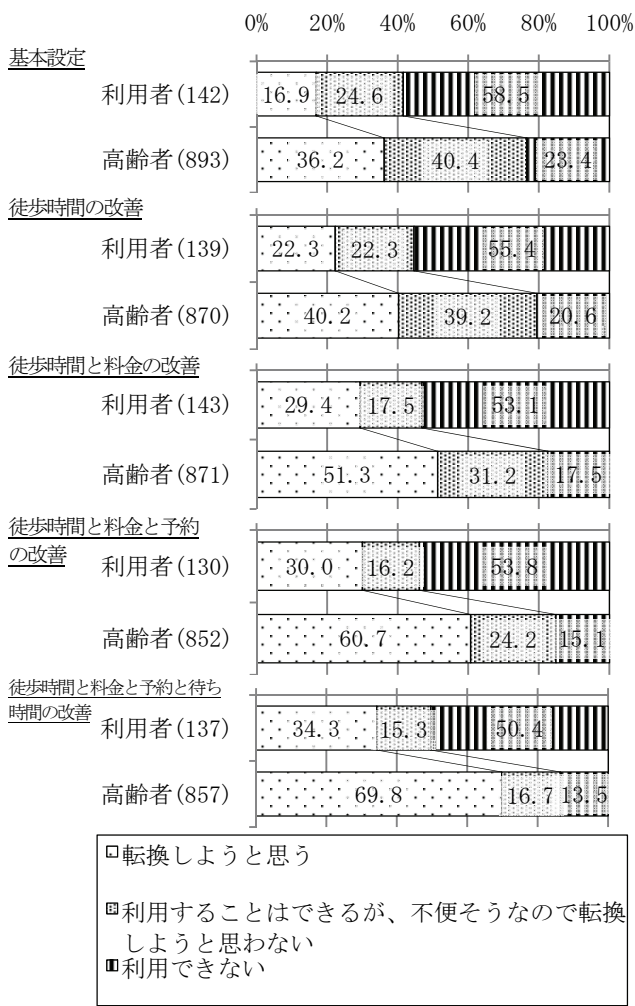 0% 20% 40% 60% 80% 100%
基本設定
利用者(142) 16.9 24.6 58.5
高齢者(893) 36.2 40.4 23.4
徒歩時間の改善
利用者(139) 22.3 22.3 55.4
高齢者(870) 40.2 39.2 20.6
徒歩時間と料金の改善
利用者(143) 29.4 17.5 53.1
高齢者(871) 51.3 31.2 17.5
徒歩時間と料金と予約
の改善
利用者(130) 30.0 16.2 53.8
高齢者(852) 60.7 24.2 15.1
徒歩時間と料金と予約と待ち
時間の改善
利用者(137) 34.3 15.3 50.4
高齢者(857) 69.8 16.7 13.5
転換しようと思う
利用することはできるが、不便そうなので転換
しようと思わない
利用できない